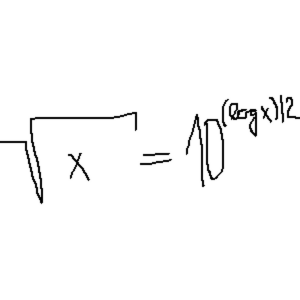 √x = 10^((log x)/2)